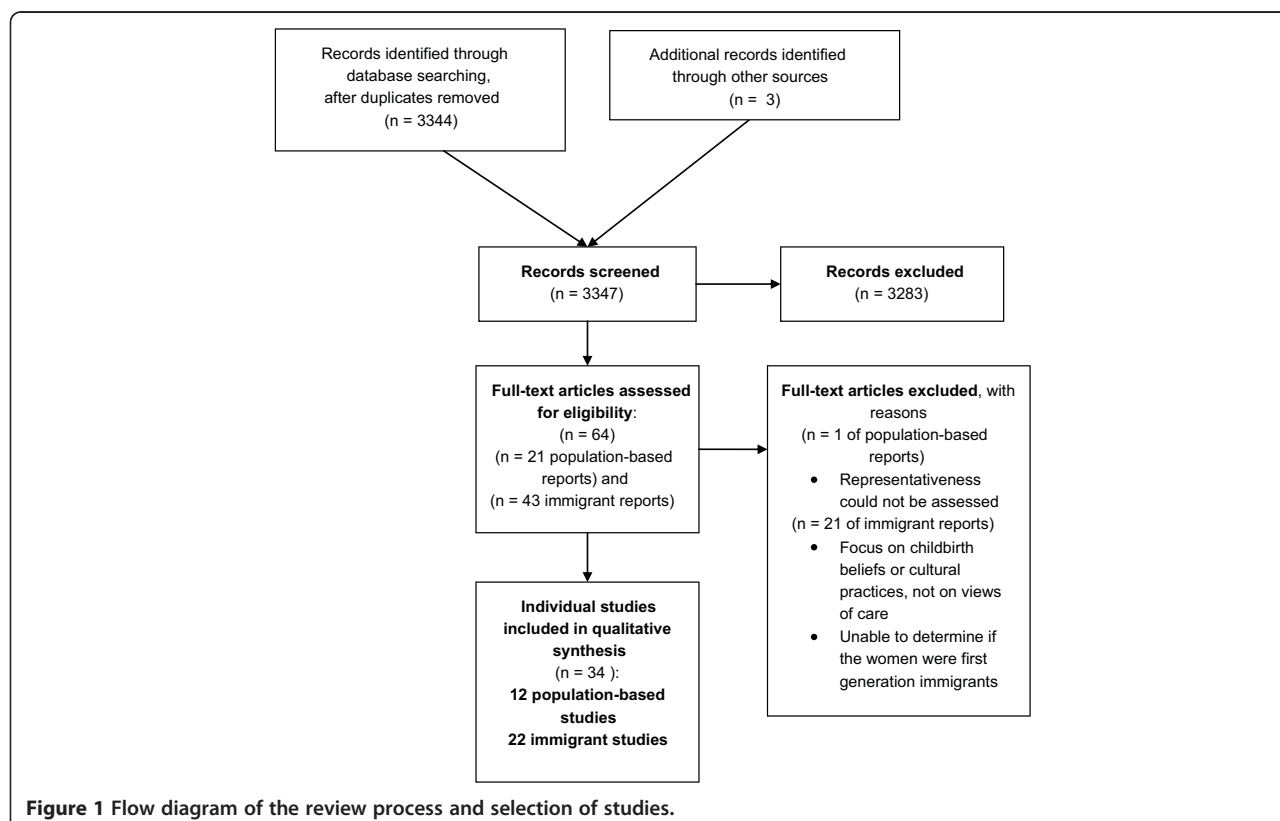 Records identified through
database searching,
after duplicates removed
(n = 3344)
Additional records identified
through other sources
(n = 3)
Records screened
(n = 3347)
Records excluded
(n = 3283)
Full-text articles assessed
for eligibility:
(n = 64)
(n = 21 population-based
reports) and
(n = 43 immigrant reports)
Full-text articles excluded, with
reasons
(n = 1 of population-based
reports)
• Representativeness
could not be assessed
(n = 21 of immigrant reports)
• Focus on childbirth
beliefs or cultural
practices, not on views
of care
• Unable to determine if
the women were first
generation immigrants
Individual studies
included in qualitative
synthesis
(n = 34 ):
12 population-based
studies
22 immigrant studies
Figure 1 Flow diagram of the review process and selection of studies.